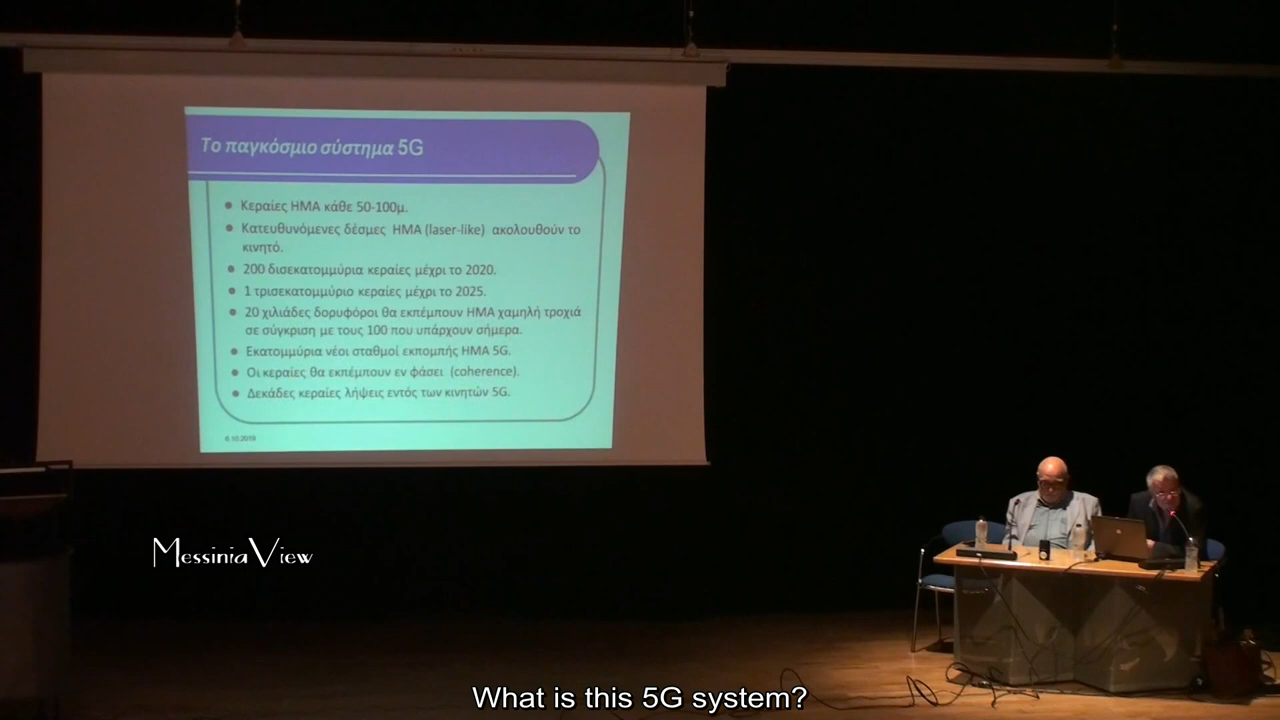 Το παγκόσμιο σύστημα 5G
Κεραίες ΗΜΑ κάθε 50-100μ.
Κατευθυνόμενες δέσμες ΗΜΑ (laser-like) ακολουθούν το
κινητό.
200 δισεκατομμύρια κεραίες μέχρι το 2020.
1 τρισεκατομμύριο κεραίες μέχρι το 2025.
20 χιλιάδες δορυφόροι θα εκπέμπουν ΗΜΑ χαμηλή τροχιά
σε σύγκριση με τους 100 που υπάρχουν σήμερα.
Εκατομμύρια νέοι σταθμοί εκπομπής ΗΜΑ 5G.
Οι κεραίες θα εκπέμπουν εν φάσει (coherence).
Δεκάδες κεραίες λήψεις εντός των κινητών 5G.
6.10.2019
MessiniaView
What is this 5G system?